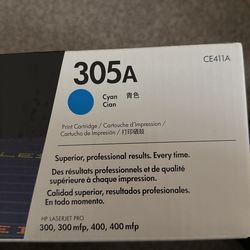 305A
CE411A
Cyan 青色
Cian
Print Cartridge / Cartouche d'Impression /
Cartucho de Impresión / 打印硒鼓
Superior, professional results. Every time.
Des résultats professionnels et de qualité
supérieure à chaque impression.
Calidad superior, resultados profesionales.
En todo momento.
HP LASERJET PRO
300, 300 mfp, 400, 400 mfp